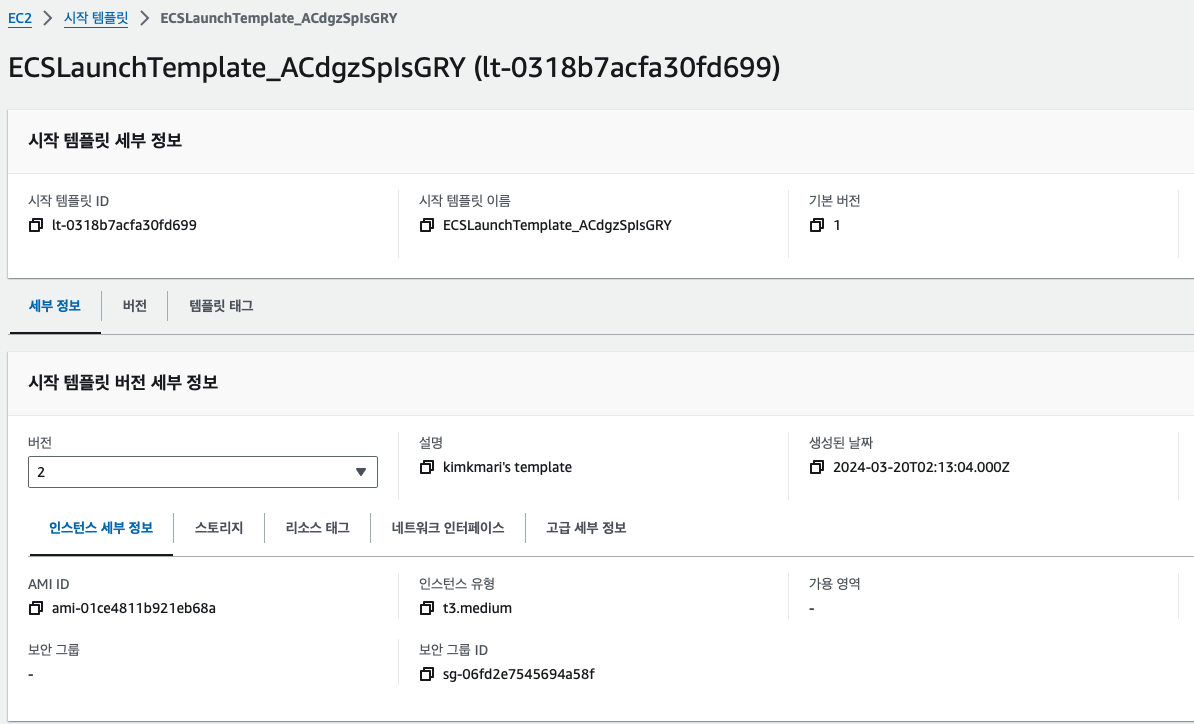 EC2 > 시작 템플릿 > ECSLaunchTemplate_ACdgzSpIsGRY
ECSLaunchTemplate_ACdgzSpIsGRY (lt-0318b7acfa30fd699)
시작 템플릿 세부 정보
시작 템플릿 ID
lt-0318b7acfa30fd699
시작 템플릿 이름
ECSLaunchTemplate_ACdgzSpIsGRY
기본 버전
1
세부 정보
버전
템플릿 태그
시작 템플릿 버전 세부 정보
버전
2
설명
kimkmari's template
생성된 날짜
2024-03-20T02:13:04.000Z
인스턴스 세부 정보
스토리지
리소스 태그
네트워크 인터페이스
고급 세부 정보
AMI ID
ami-01ce4811b921eb68a
인스턴스 유형
t3.medium
가용 영역
-
보안 그룹
-
보안 그룹 ID
sg-06fd2e7545694a58f